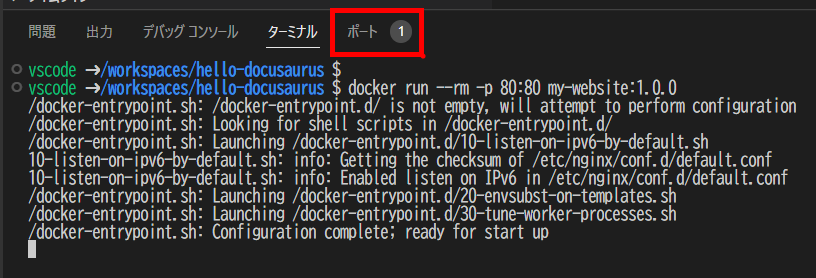 問題 出力 デバッグ コンソール ターミナル ポート 1
vscode ➜/workspaces/hello-docusaurus $
vscode ➜/workspaces/hello-docusaurus $ docker run --rm -p 80:80 my-website:1.0.0
/docker-entrypoint.sh: /docker-entrypoint.d/ is not empty, will attempt to perform configuration
/docker-entrypoint.sh: Looking for shell scripts in /docker-entrypoint.d/
/docker-entrypoint.sh: Launching /docker-entrypoint.d/10-listen-on-ipv6-by-default.sh
10-listen-on-ipv6-by-default.sh: info: Getting the checksum of /etc/nginx/conf.d/default.conf
10-listen-on-ipv6-by-default.sh: info: Enabled listen on IPv6 in /etc/nginx/conf.d/default.conf
/docker-entrypoint.sh: Launching /docker-entrypoint.d/20-envsubst-on-templates.sh
/docker-entrypoint.sh: Launching /docker-entrypoint.d/30-tune-worker-processes.sh
/docker-entrypoint.sh: Configuration complete; ready for start up